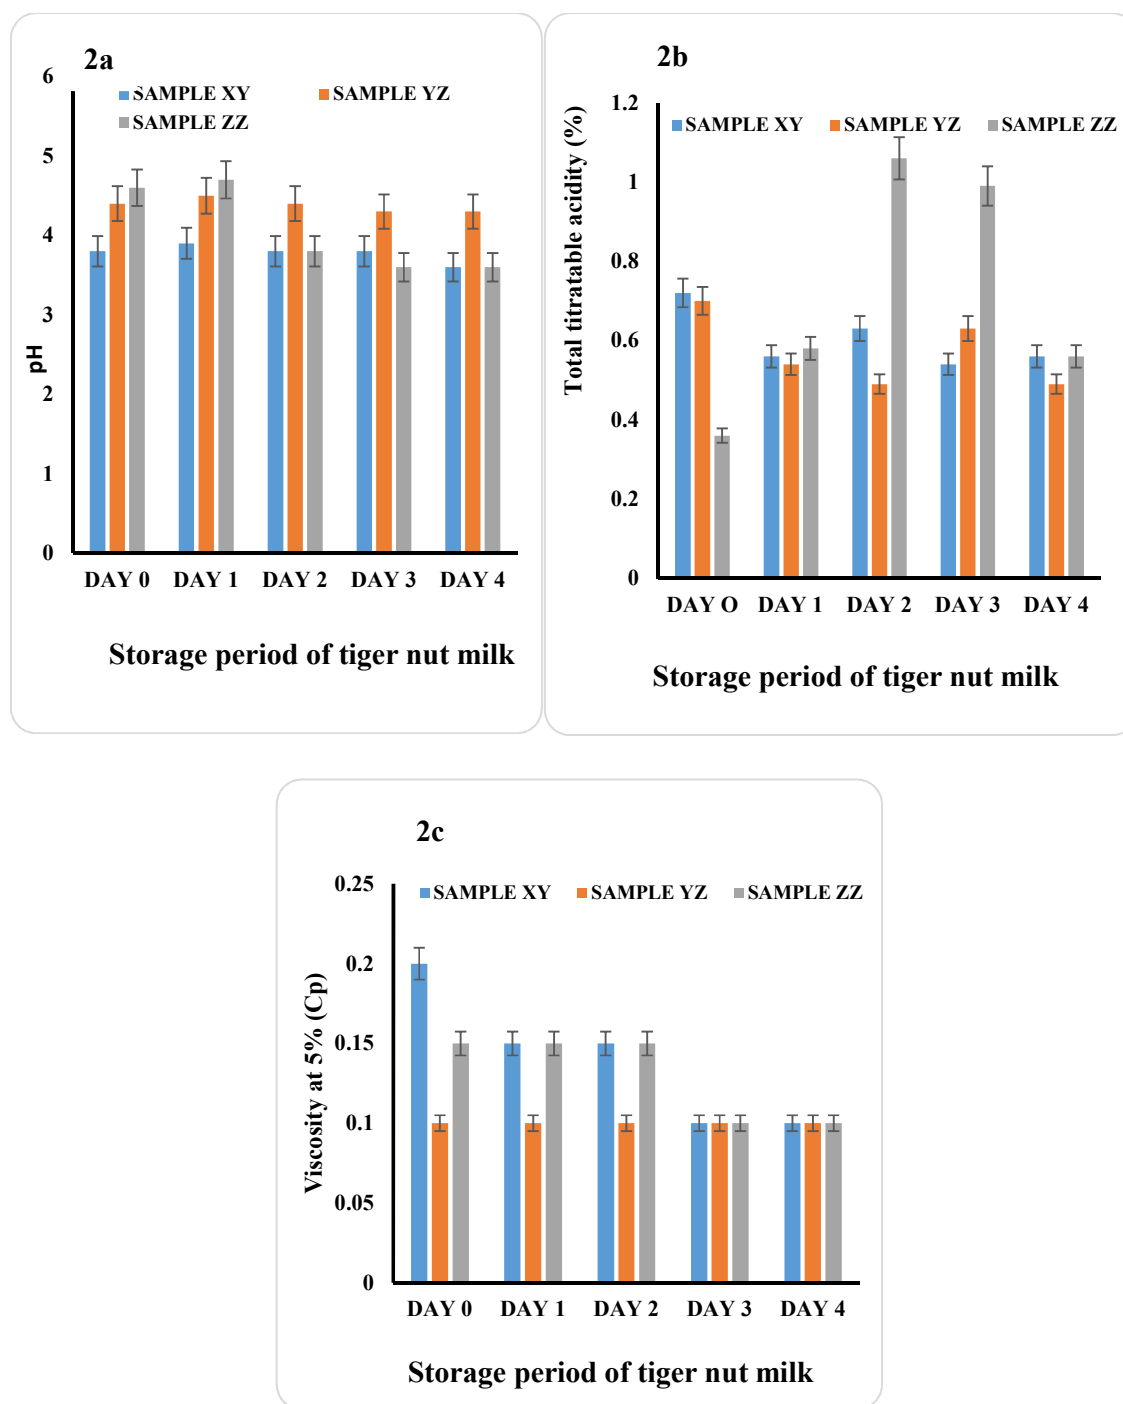 2a
SAMPLE XY SAMPLE YZ
SAMPLE ZZ
6
5
4
3
2
1
0
pH
DAY 0 DAY 1 DAY 2 DAY 3 DAY 4
Storage period of tiger nut milk
2b
SAMPLE XY SAMPLE YZ SAMPLE ZZ
1.2
1
0.8
0.6
0.4
0.2
0
Total titratable acidity (%)
DAY O DAY 1 DAY 2 DAY 3 DAY 4
Storage period of tiger nut milk
2c
SAMPLE XY SAMPLE YZ SAMPLE ZZ
0.25
0.2
0.15
0.1
0.05
0
Viscosity at 5% (Cp)
DAY 0 DAY 1 DAY 2 DAY 3 DAY 4
Storage period of tiger nut milk